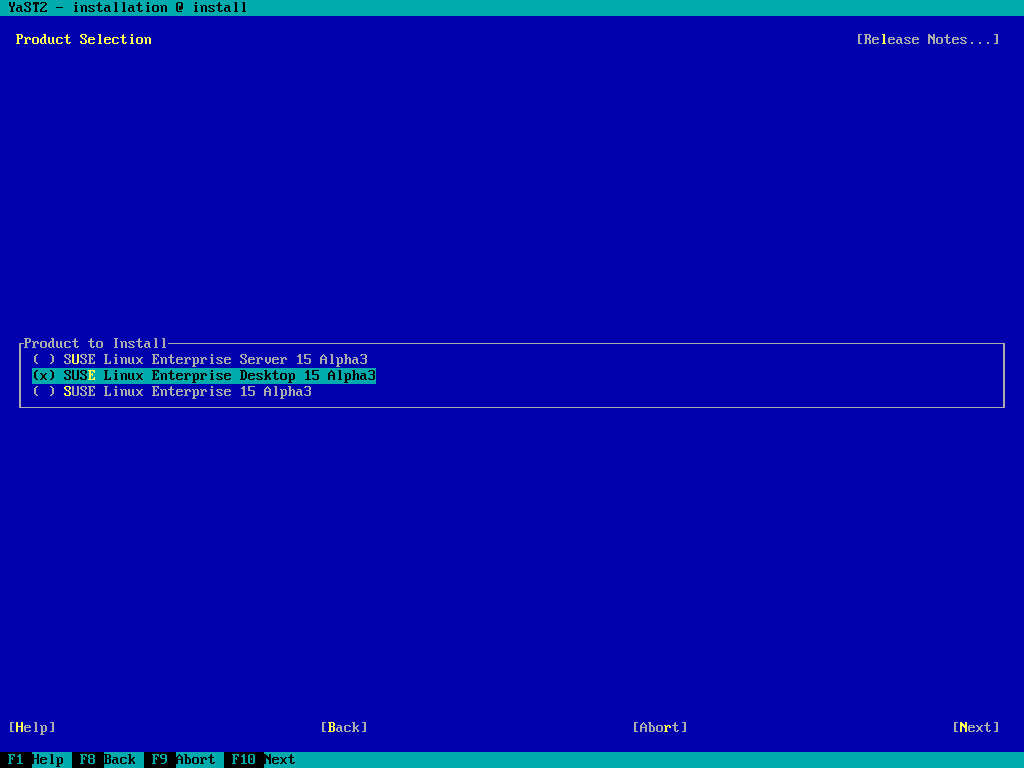 YaST2 - installation @ install
Product Selection [Release Notes...]
Product to Install
( ) SUSE Linux Enterprise Server 15 Alpha3
(x) SUSE Linux Enterprise Desktop 15 Alpha3
( ) SUSE Linux Enterprise 15 Alpha3
[Help] [Back] [Abort] [Next]
F1 Help F8 Back F9 Abort F10 Next